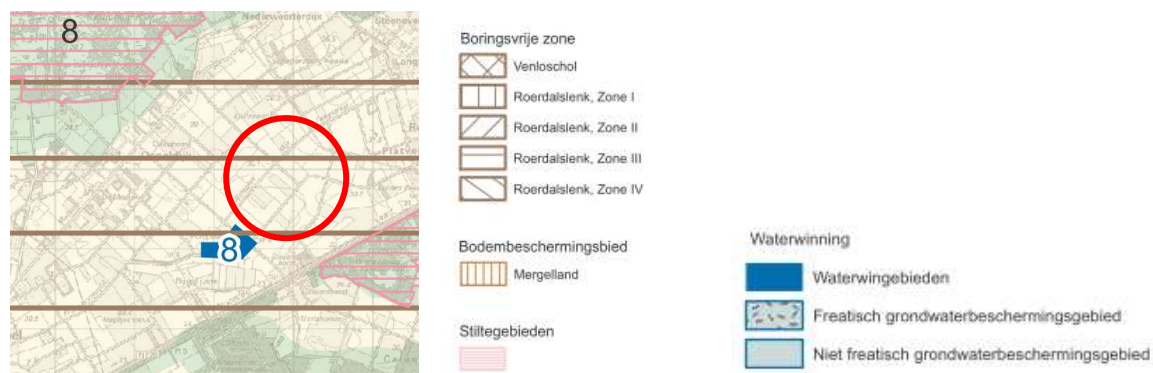 8
Nederweerterdijk
8
Boringsvrije zone
Venloschol
Roerdalslenk, Zone I
Roerdalslenk, Zone II
Roerdalslenk, Zone III
Roerdalslenk, Zone IV
Bodembeschermingsbied
Mergelland
Stiltegebieden
Waterwinning
Waterwingebieden
Freatisch grondwaterbeschermingsgebied
Niet freatisch grondwaterbeschermingsgebied